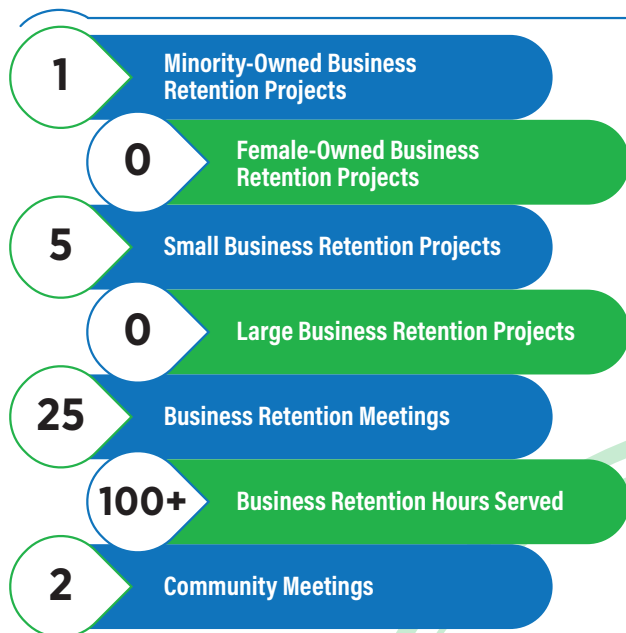 1
Minority-Owned Business
Retention Projects
0
Female-Owned Business
Retention Projects
5
Small Business Retention Projects
0
Large Business Retention Projects
25
Business Retention Meetings
100+
Business Retention Hours Served
2
Community Meetings